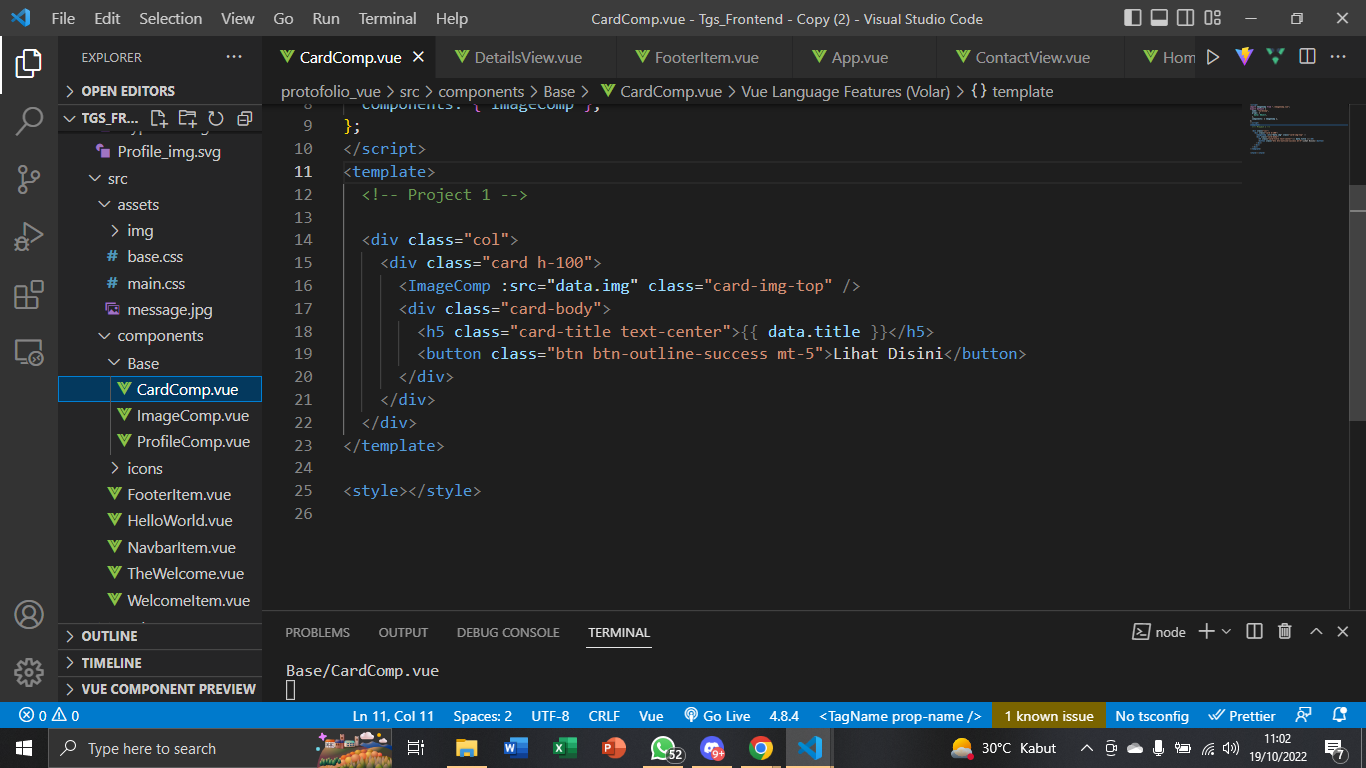 File Edit Selection View Go Run Terminal Help CardComp.vue - Tgs_Frontend - Copy (2) - Visual Studio Code
EXPLORER ···
OPEN EDITORS
TGS_FR...
Profile_img.svg
src
assets
img
# base.css
# main.css
message.jpg
components
Base
CardComp.vue
ImageComp.vue
ProfileComp.vue
icons
FooterItem.vue
HelloWorld.vue
NavbarItem.vue
TheWelcome.vue
WelcomeItem.vue
OUTLINE
TIMELINE
VUE COMPONENT PREVIEW
CardComp.vue DetailsView.vue FooterItem.vue App.vue ContactView.vue Hom
protofolio_vue > src > components > Base > CardComp.vue > Vue Language Features (Volar) > {} template
8 components: { ImageComp },
9 };
10 </script>
11 <template>
12 <!-- Project 1 -->
13
14 <div class="col">
15 <div class="card h-100">
16 <ImageComp :src="data.img" class="card-img-top" />
17 <div class="card-body">
18 <h5 class="card-title text-center">{{ data.title }}</h5>
19 <button class="btn btn-outline-success mt-5">Lihat Disini</button>
20 </div>
21 </div>
22 </div>
23 </template>
24
25 <style></style>
26
PROBLEMS OUTPUT DEBUG CONSOLE TERMINAL node
Base/CardComp.vue
0 0 Ln 11, Col 11 Spaces: 2 UTF-8 CRLF Vue Go Live 4.8.4 <TagName prop-name /> 1 known issue No tsconfig Prettier
Type here to search 52 9+ 30°C Kabut 11:02
19/10/2022 7